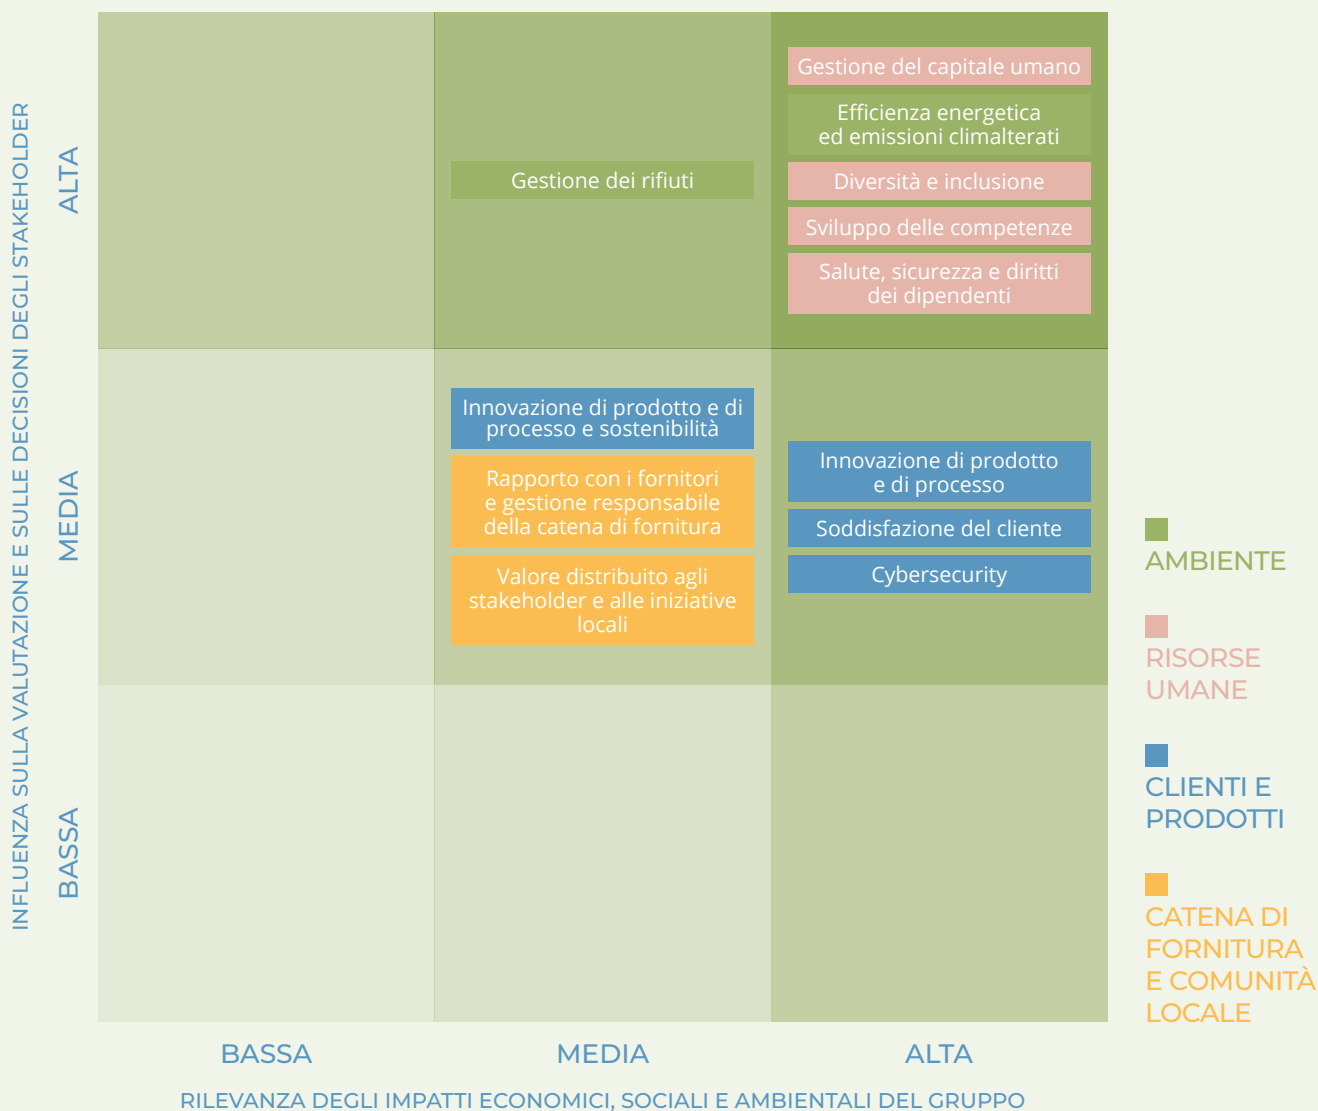 INFLUENZA SULLA VALUTAZIONE E SULLE DECISIONI DEGLI STAKEHOLDER
ALTA
Gestione dei rifiuti
Gestione del capitale umano
Efficienza energetica
ed emissioni climalterati
Diversità e inclusione
Sviluppo delle competenze
Salute, sicurezza e diritti
dei dipendenti
MEDIA
Innovazione di prodotto e di
processo e sostenibilità
Rapporto con i fornitori
e gestione responsabile
della catena di fornitura
Valore distribuito agli
stakeholder e alle iniziative
locali
Innovazione di prodotto
e di processo
Soddisfazione del cliente
Cybersecurity
BASSA
BASSA
MEDIA
ALTA
RILEVANZA DEGLI IMPATTI ECONOMICI, SOCIALI E AMBIENTALI DEL GRUPPO
AMBIENTE
RISORSE
UMANE
CLIENTI E
PRODOTTI
CATENA DI
FORNITURA
E COMUNITÀ
LOCALE